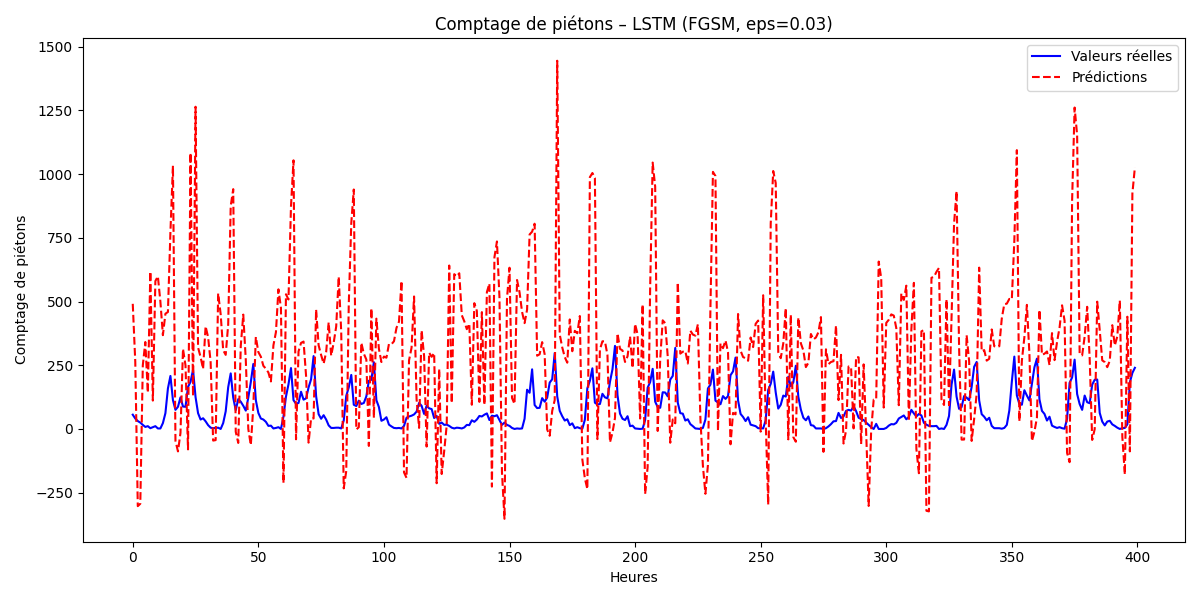 Comptage de piétons – LSTM (FGSM, eps=0.03)
Valeurs réelles
Prédictions
Comptage de piétons
1500
1250
1000
750
500
250
0
−250
0 50 100 150 200 250 300 350 400
Heures